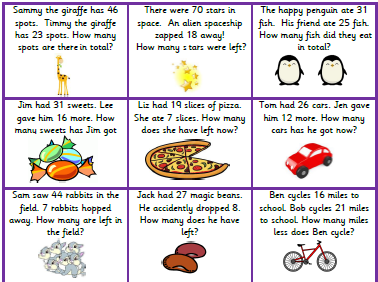 Sammy the giraffe has 46
spots. Timmy the giraffe
has 23 spots. How many
spots are there in total?
There were 70 stars in
space. An alien spaceship
zapped 18 away!
How many stars were left?
The happy penguin ate 31
fish. His friend ate 25 fish.
How many fish did they eat
in total?
Jim had 31 sweets. Lee
gave him 16 more. How
many sweets has Jim got
Liz had 19 slices of pizza.
She ate 7 slices. How many
does she have left now?
Tom had 26 cars. Jen gave
him 12 more. How many
cars has he got now?
Sam saw 44 rabbits in the
field. 7 rabbits hopped
away. How many are left in
the field?
Jack had 27 magic beans.
He accidently dropped 8.
How many does he have
left?
Ben cycles 16 miles to
school. Bob cycles 21 miles
to school. How many miles
less does Ben cycle?